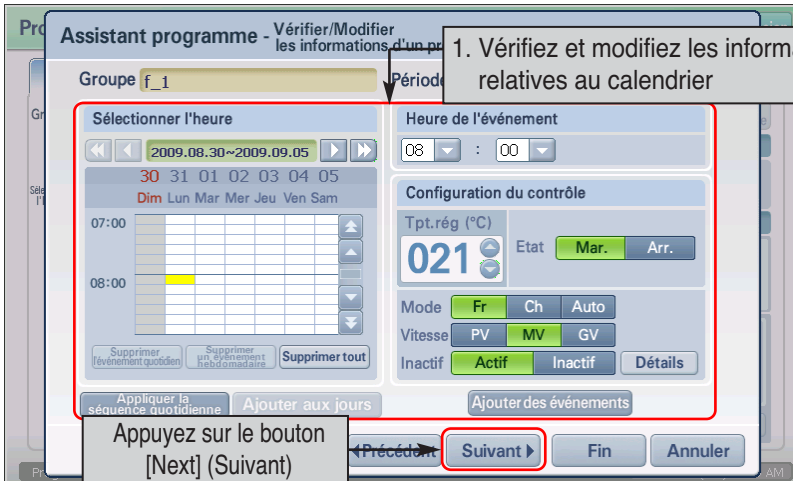 Assistant programme - Vérifier/Modifier
les informations d'un pr
1. Vérifiez et modifiez les informa
relatives au calendrier
Groupe f_1
Période
Sélectionner l'heure
2009.08.30~2009.09.05
30 31 01 02 03 04 05
Dim Lun Mar Mer Jeu Ven Sam
07:00
08:00
Supprimer
l'événement quotidien
Supprimer
un événement
hebdomadaire
Supprimer tout
Appliquer la
séquence quotidienne
Ajouter aux jours
Heure de l'événement
08 : 00
Configuration du contrôle
Tpt.rég (°C)
021
Etat Mar. Arr.
Mode Fr Ch Auto
Vitesse PV MV GV
Inactif Actif Inactif Détails
Ajouter des événements
Appuyez sur le bouton
[Next] (Suivant)
Précédent Suivant Fin Annuler
AM